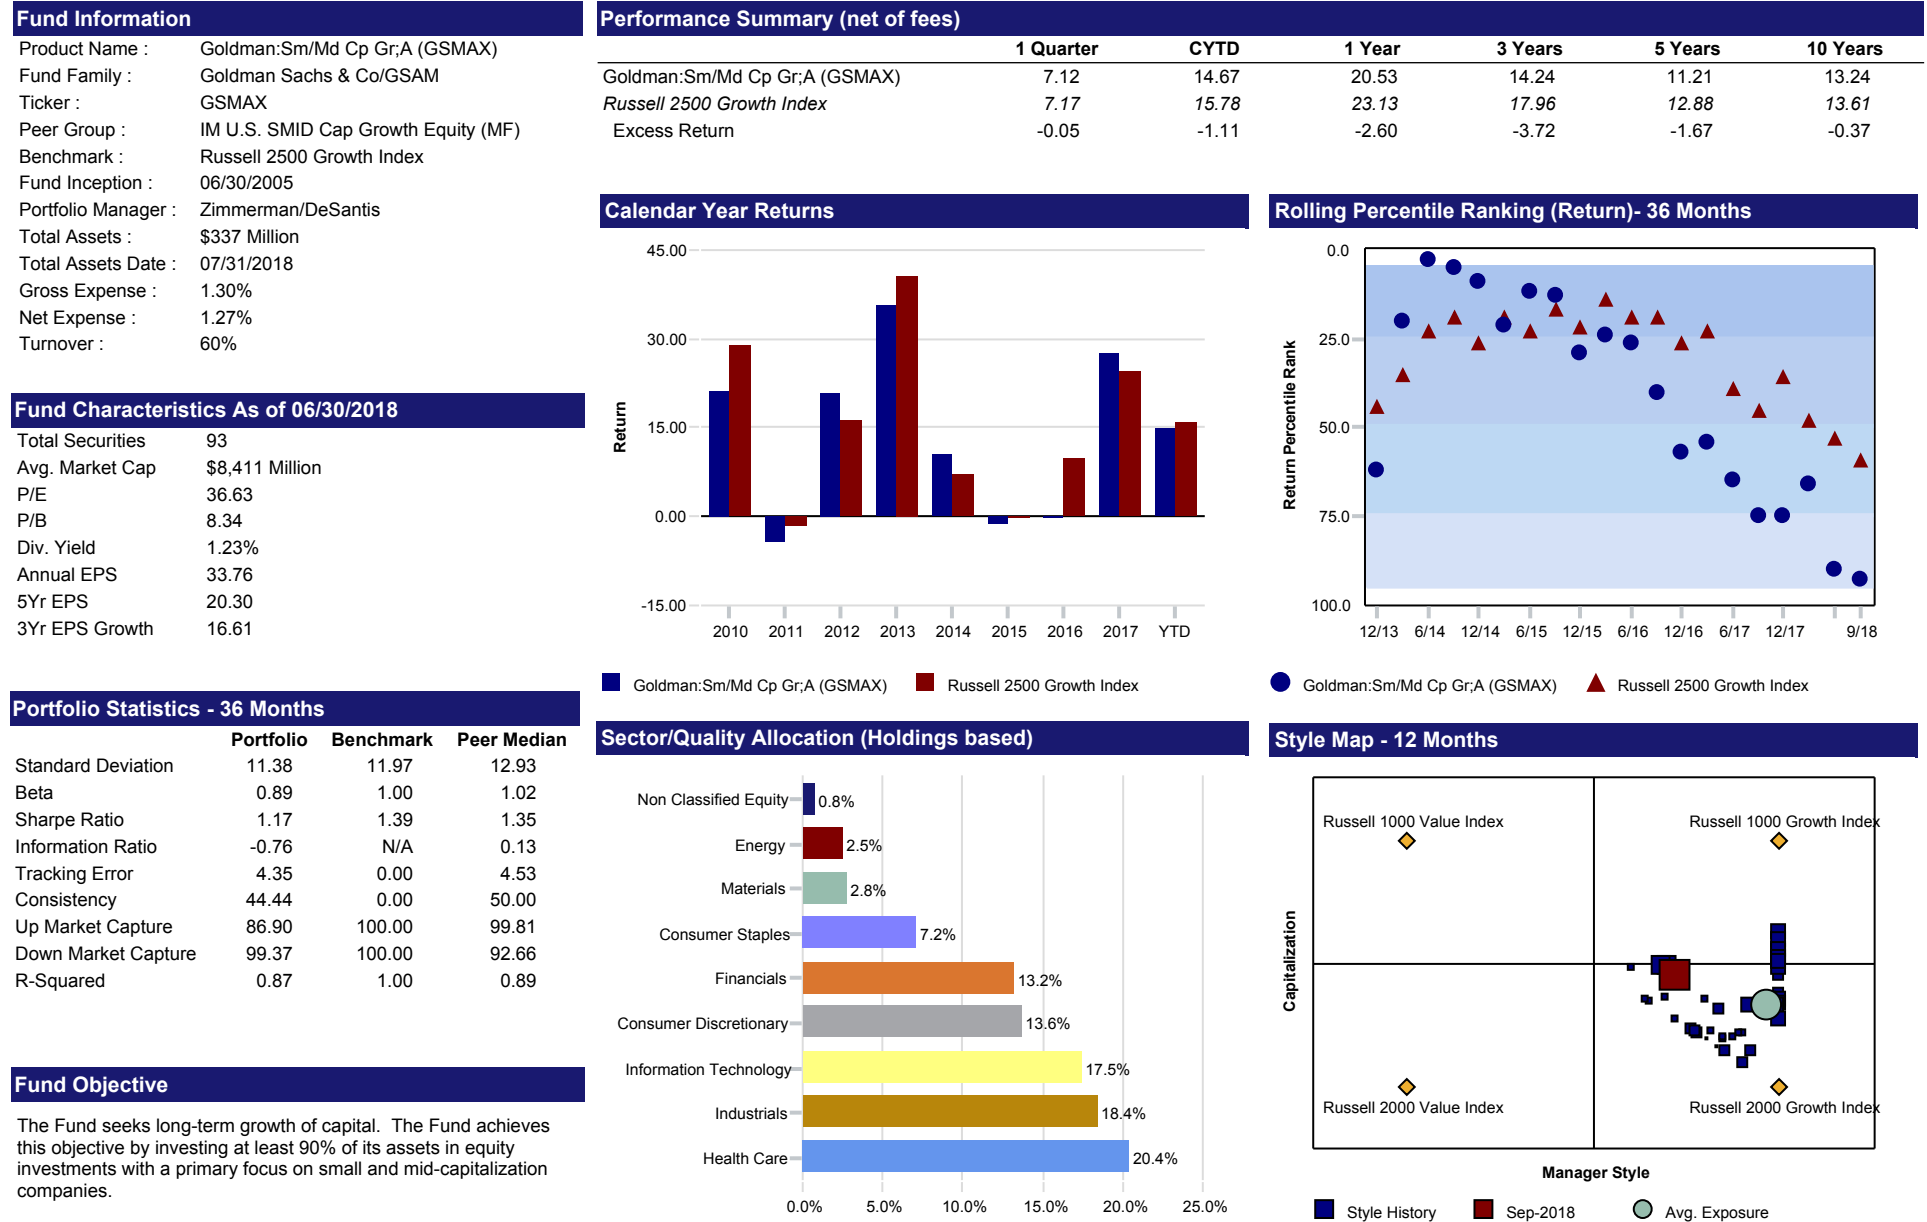 Fund Information
Product Name : Goldman:Sm/Md Cp Gr;A (GSMAX)
Fund Family : Goldman Sachs & Co/GSAM
Ticker : GSMAX
Peer Group : IM U.S. SMID Cap Growth Equity (MF)
Benchmark : Russell 2500 Growth Index
Fund Inception : 06/30/2005
Portfolio Manager : Zimmerman/DeSantis
Total Assets : $337 Million
Total Assets Date : 07/31/2018
Gross Expense : 1.30%
Net Expense : 1.27%
Turnover : 60%
Fund Characteristics As of 06/30/2018
Total Securities 93
Avg. Market Cap $8,411 Million
P/E 36.63
P/B 8.34
Div. Yield 1.23%
Annual EPS 33.76
5Yr EPS 20.30
3Yr EPS Growth 16.61
Portfolio Statistics - 36 Months
Portfolio Benchmark Peer Median
Standard Deviation 11.38 11.97 12.93
Beta 0.89 1.00 1.02
Sharpe Ratio 1.17 1.39 1.35
Information Ratio -0.76 N/A 0.13
Tracking Error 4.35 0.00 4.53
Consistency 44.44 0.00 50.00
Up Market Capture 86.90 100.00 99.81
Down Market Capture 99.37 100.00 92.66
R-Squared 0.87 1.00 0.89
Fund Objective
The Fund seeks long-term growth of capital. The Fund achieves
this objective by investing at least 90% of its assets in equity
investments with a primary focus on small and mid-capitalization
companies.
Performance Summary (net of fees)
1 Quarter CYTD 1 Year 3 Years 5 Years 10 Years
Goldman:Sm/Md Cp Gr;A (GSMAX) 7.12 14.67 20.53 14.24 11.21 13.24
Russell 2500 Growth Index 7.17 15.78 23.13 17.96 12.88 13.61
Excess Return -0.05 -1.11 -2.60 -3.72 -1.67 -0.37
Calendar Year Returns
Return
45.00
30.00
15.00
0.00
-15.00
2010 2011 2012 2013 2014 2015 2016 2017 YTD
Goldman:Sm/Md Cp Gr;A (GSMAX) Russell 2500 Growth Index
Rolling Percentile Ranking (Return)- 36 Months
Return Percentile Rank
0.0
25.0
50.0
75.0
100.0
12/13 6/14 12/14 6/15 12/15 6/16 12/16 6/17 12/17 9/18
Goldman:Sm/Md Cp Gr;A (GSMAX) Russell 2500 Growth Index
Sector/Quality Allocation (Holdings based)
Non Classified Equity 0.8%
Energy 2.5%
Materials 2.8%
Consumer Staples 7.2%
Financials 13.2%
Consumer Discretionary 13.6%
Information Technology 17.5%
Industrials 18.4%
Health Care 20.4%
0.0% 5.0% 10.0% 15.0% 20.0% 25.0%
Style Map - 12 Months
Capitalization
Russell 1000 Value Index Russell 1000 Growth Index
Russell 2000 Value Index Russell 2000 Growth Index
Manager Style
Style History Sep-2018 Avg. Exposure